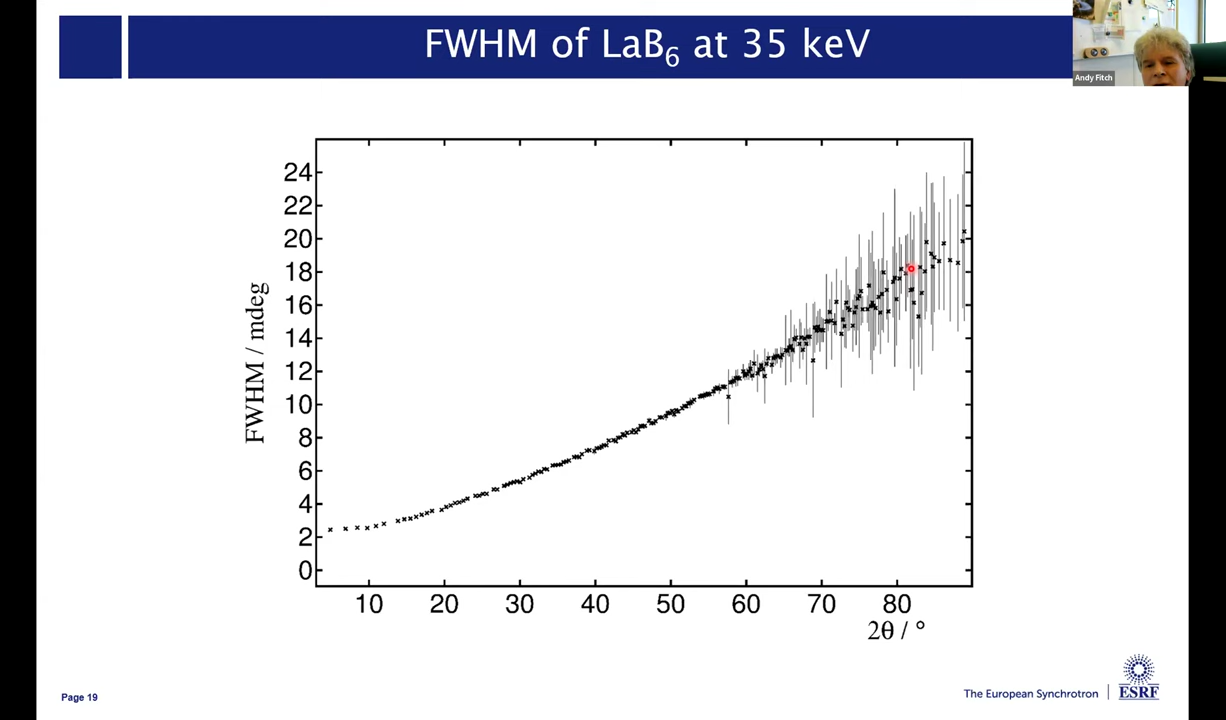 FWHM of LaB₆ at 35 keV
Andy Fitch
24
22
20
18
16
14
12
10
8
6
4
2
0
FWHM / mdeg
10 20 30 40 50 60 70 80
2θ / °
Page 19
The European Synchrotron
ESRF